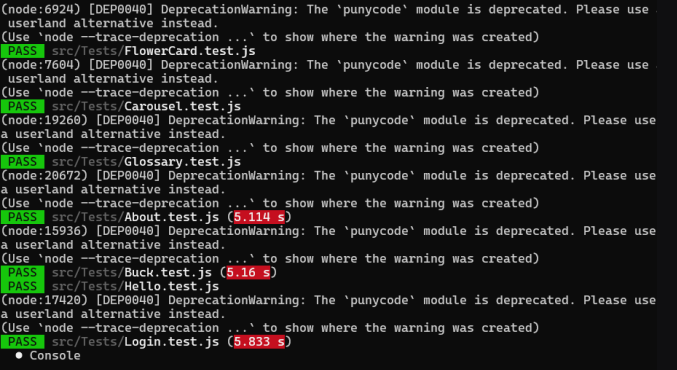 (node:6924) [DEP0040] DeprecationWarning: The `punycode` module is deprecated. Please use a
 userland alternative instead.
(Use `node --trace-deprecation ...` to show where the warning was created)
PASS src/Tests/FlowerCard.test.js
(node:7604) [DEP0040] DeprecationWarning: The `punycode` module is deprecated. Please use a
 userland alternative instead.
(Use `node --trace-deprecation ...` to show where the warning was created)
PASS src/Tests/Carousel.test.js
(node:19260) [DEP0040] DeprecationWarning: The `punycode` module is deprecated. Please use
a userland alternative instead.
(Use `node --trace-deprecation ...` to show where the warning was created)
PASS src/Tests/Glossary.test.js
(node:20672) [DEP0040] DeprecationWarning: The `punycode` module is deprecated. Please use
a userland alternative instead.
(Use `node --trace-deprecation ...` to show where the warning was created)
PASS src/Tests/About.test.js (5.114 s)
(node:15936) [DEP0040] DeprecationWarning: The `punycode` module is deprecated. Please use
a userland alternative instead.
(Use `node --trace-deprecation ...` to show where the warning was created)
PASS src/Tests/Buck.test.js (5.16 s)
PASS src/Tests/Hello.test.js
(node:17420) [DEP0040] DeprecationWarning: The `punycode` module is deprecated. Please use
a userland alternative instead.
(Use `node --trace-deprecation ...` to show where the warning was created)
PASS src/Tests/Login.test.js (5.833 s)
● Console